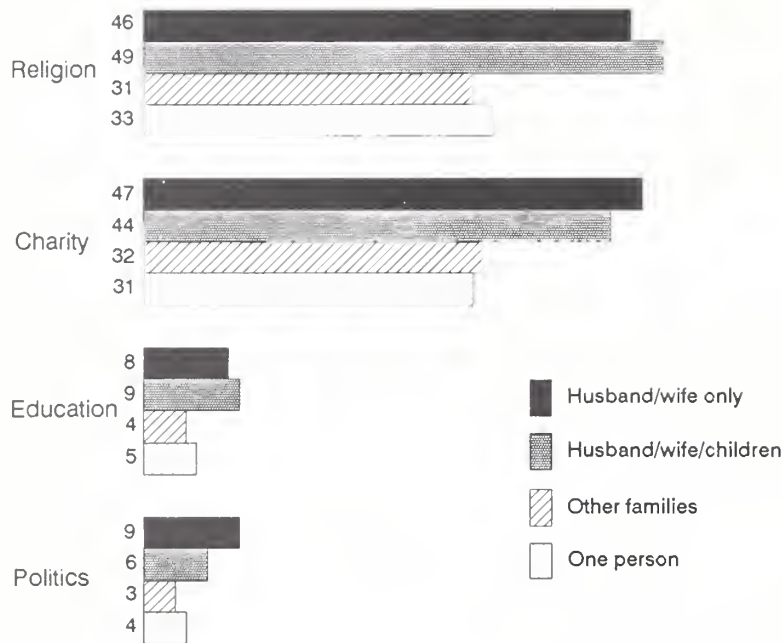 46
49
Religion
31
33
47
44
Charity
32
31
8
9
Education
4
5
Husband/wife only
Husband/wife/children
Other families
One person
9
6
Politics
3
4